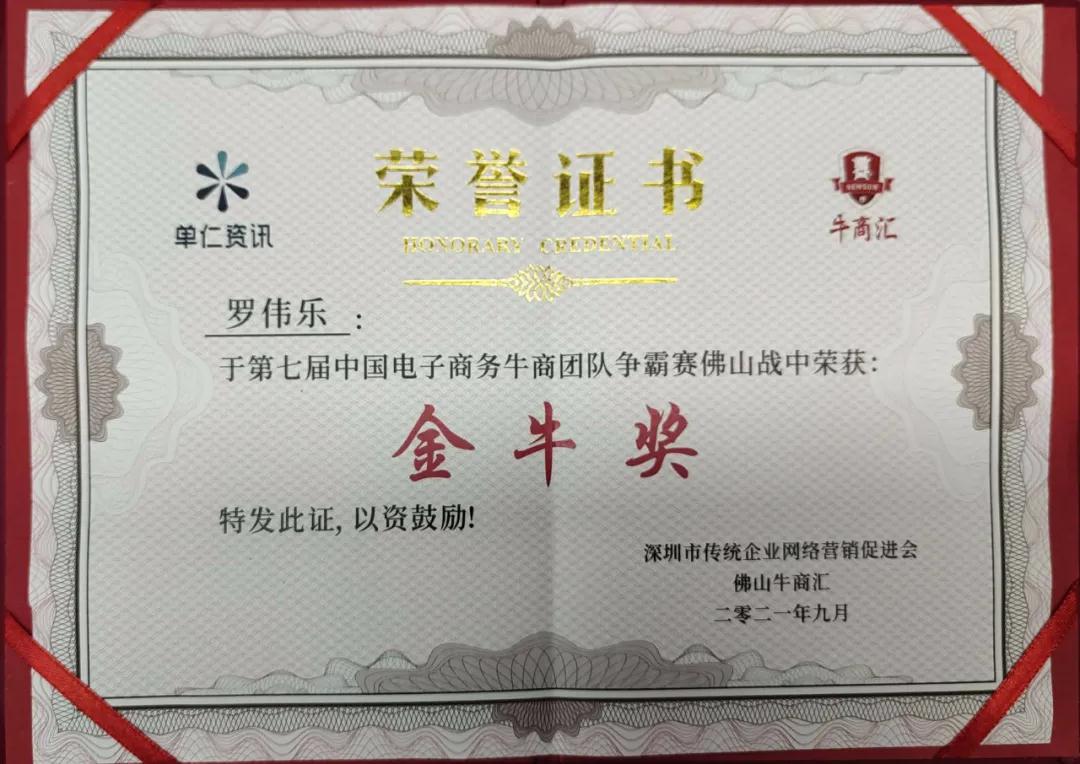 荣誉证书
HONORARY CREDENTIAL
单仁资讯
牛商汇
罗伟乐:
于第七届中国电子商务牛商团队争霸赛佛山战中荣获:
金牛奖
特发此证,以资鼓励!
深圳市传统企业网络营销促进会
佛山牛商汇
二零二一年九月